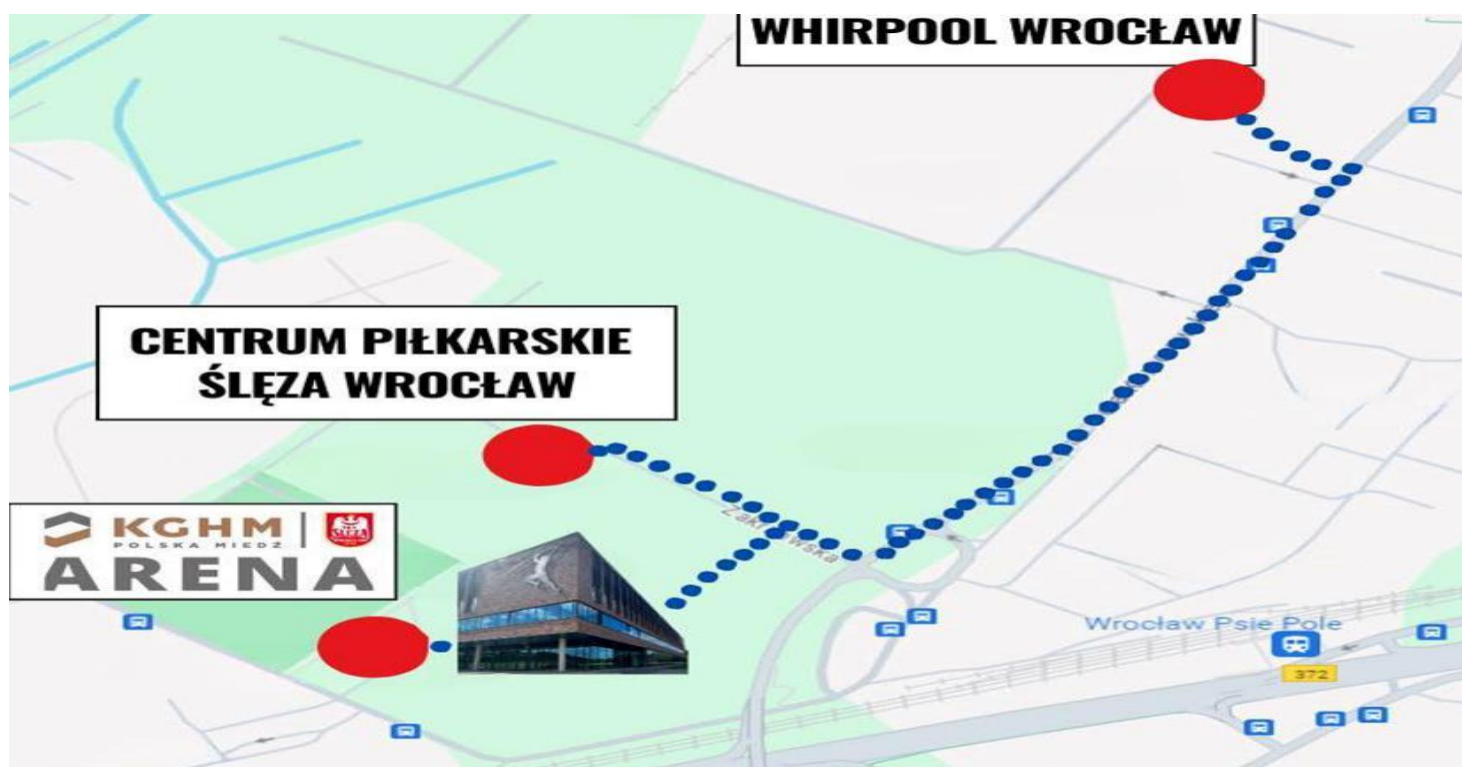 WHIRPOOL WROCŁAW
CENTRUM PIŁKARSKIE
ŚLĘZA WROCŁAW
KGHM
POLSKA MIEDŹ
ARENA
Wrocław Psie Pole
372